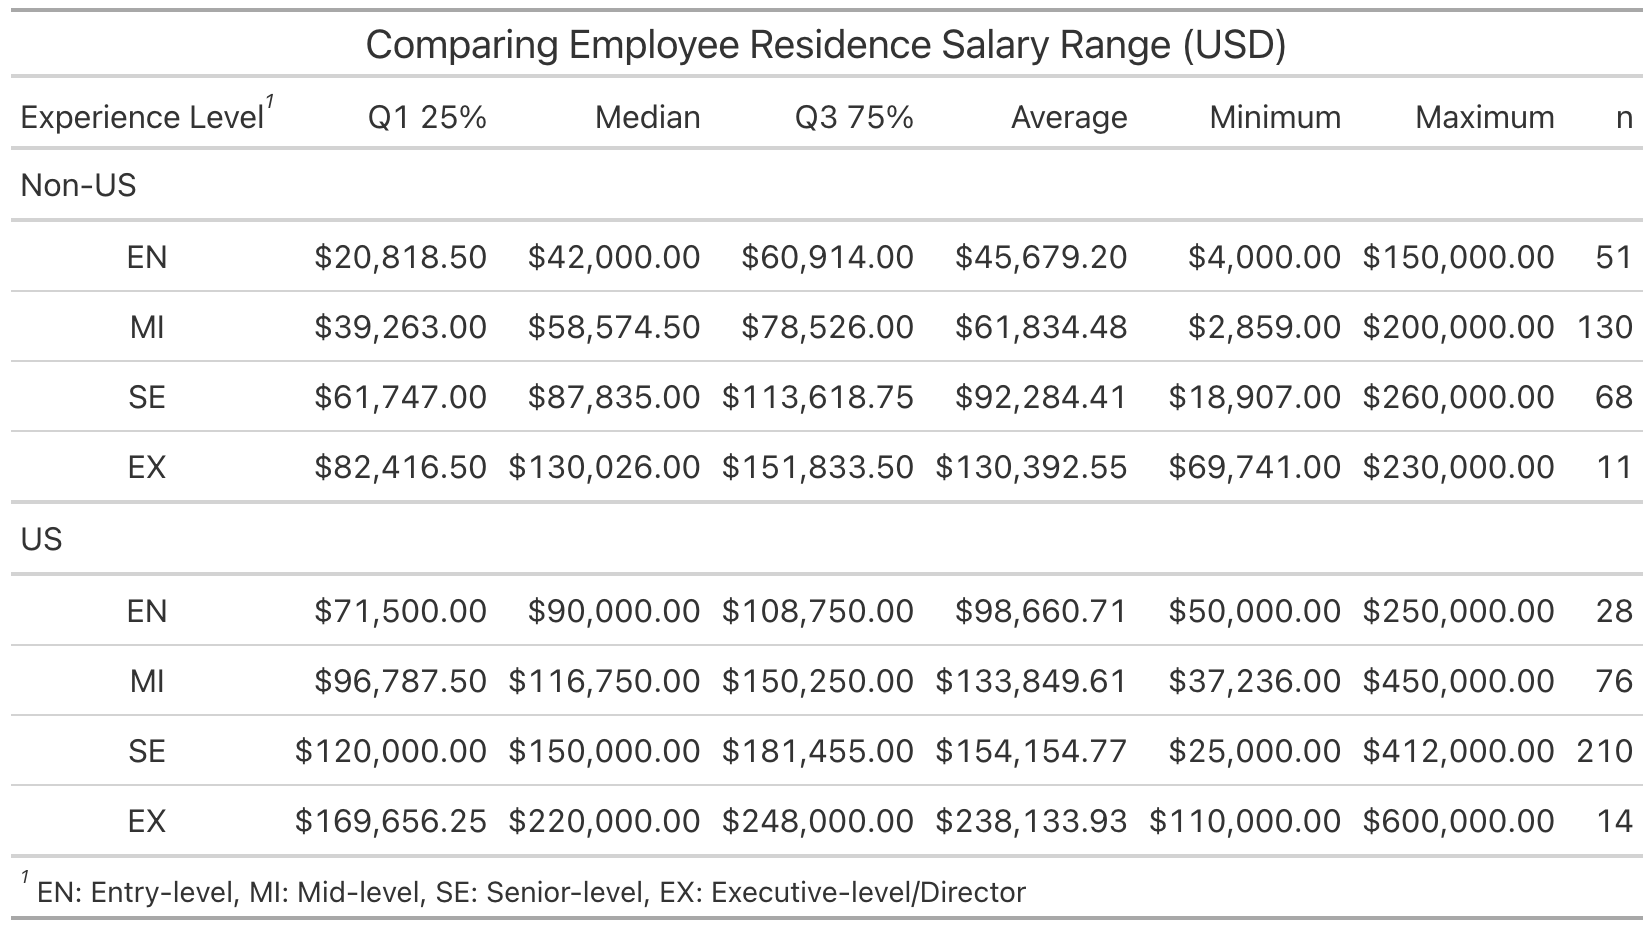 Comparing Employee Residence Salary Range (USD)
Experience Level1 Q1 25% Median Q3 75% Average Minimum Maximum n
Non-US
EN $20,818.50 $42,000.00 $60,914.00 $45,679.20 $4,000.00 $150,000.00 51
MI $39,263.00 $58,574.50 $78,526.00 $61,834.48 $2,859.00 $200,000.00 130
SE $61,747.00 $87,835.00 $113,618.75 $92,284.41 $18,907.00 $260,000.00 68
EX $82,416.50 $130,026.00 $151,833.50 $130,392.55 $69,741.00 $230,000.00 11
US
EN $71,500.00 $90,000.00 $108,750.00 $98,660.71 $50,000.00 $250,000.00 28
MI $96,787.50 $116,750.00 $150,250.00 $133,849.61 $37,236.00 $450,000.00 76
SE $120,000.00 $150,000.00 $181,455.00 $154,154.77 $25,000.00 $412,000.00 210
EX $169,656.25 $220,000.00 $248,000.00 $238,133.93 $110,000.00 $600,000.00 14
1 EN: Entry-level, MI: Mid-level, SE: Senior-level, EX: Executive-level/Director